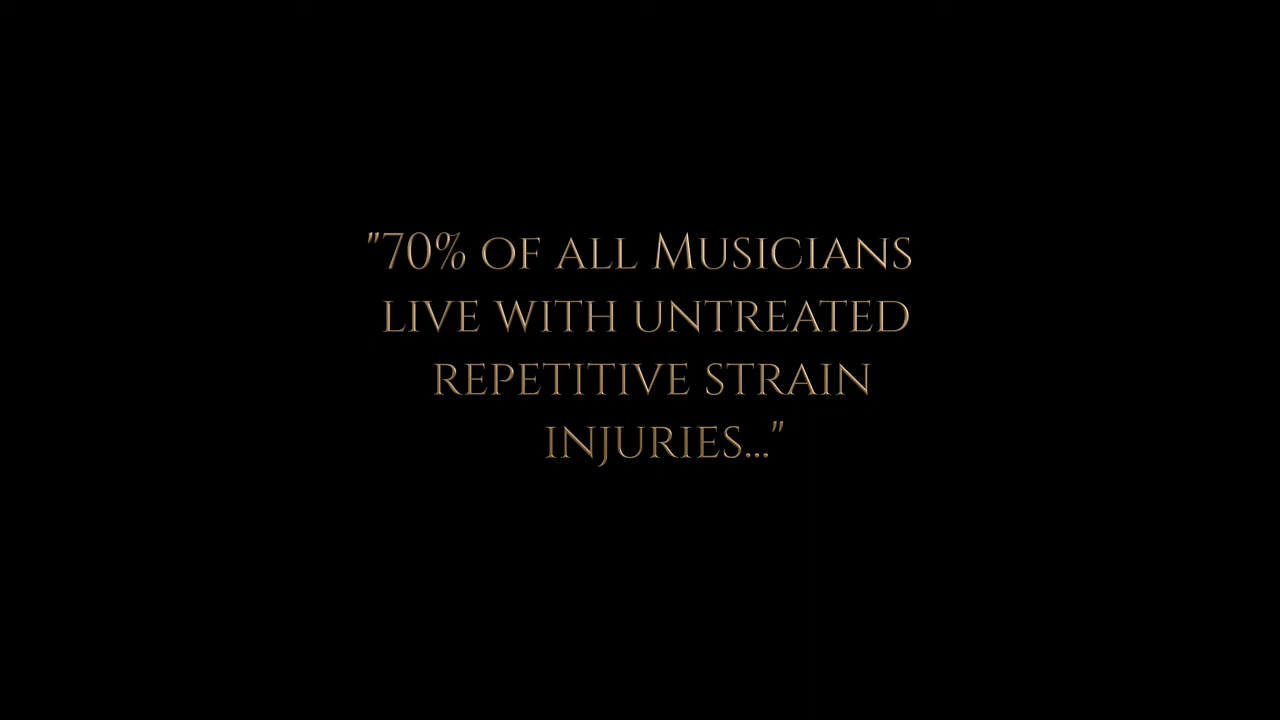 "70% of all Musicians
live with untreated
repetitive strain
injuries..."